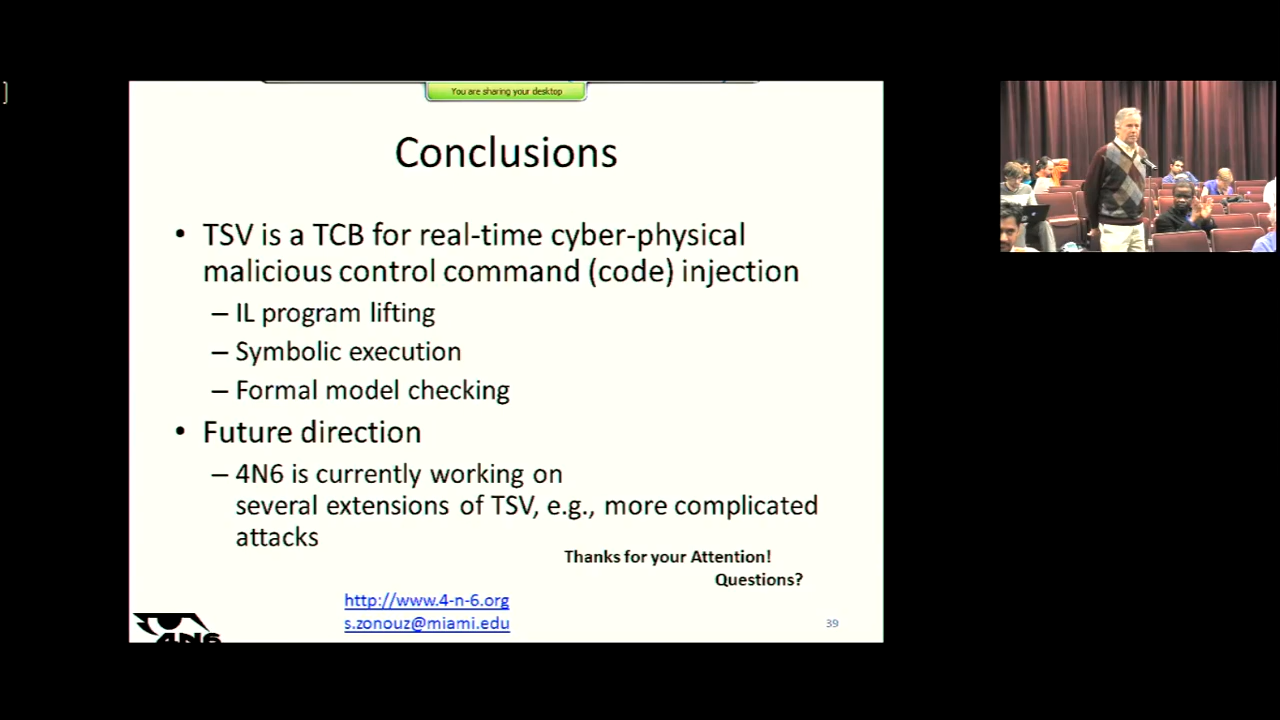 ]
You are sharing your desktop
Conclusions
• TSV is a TCB for real-time cyber-physical
malicious control command (code) injection
– IL program lifting
– Symbolic execution
– Formal model checking
• Future direction
– 4N6 is currently working on
several extensions of TSV, e.g., more complicated
attacks
Thanks for your Attention!
Questions?
http://www.4-n-6.org
s.zonouz@miami.edu
39
4N6